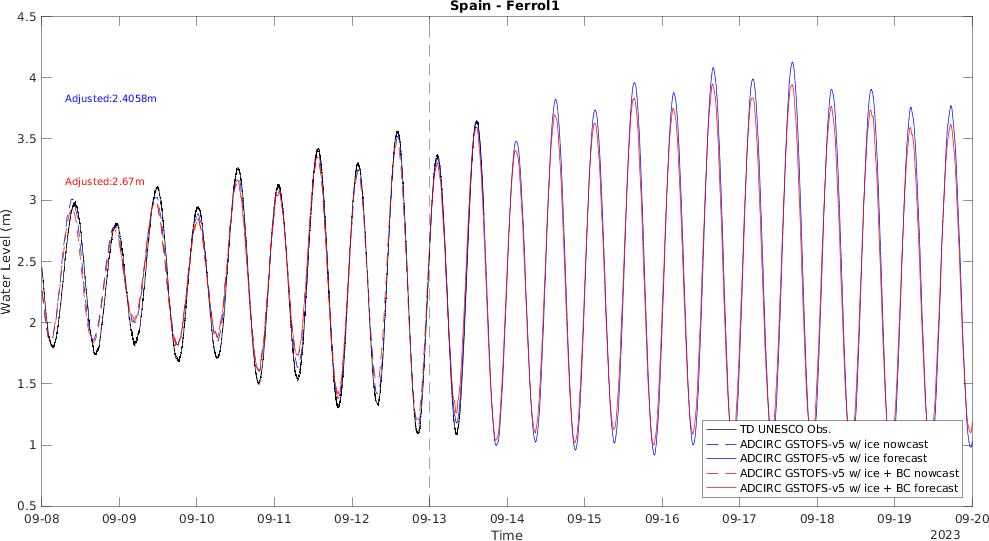 Spain - Ferrol1
4.5
4
3.5
3
2.5
2
1.5
1
0.5
Water Level (m)
Adjusted:2.4058m
Adjusted:2.67m
TD UNESCO Obs.
ADCIRC GSTOFS-v5 w/ ice nowcast
ADCIRC GSTOFS-v5 w/ ice forecast
ADCIRC GSTOFS-v5 w/ ice + BC nowcast
ADCIRC GSTOFS-v5 w/ ice + BC forecast
09-08 09-09 09-10 09-11 09-12 09-13 09-14 09-15 09-16 09-17 09-18 09-19 09-20
Time
2023